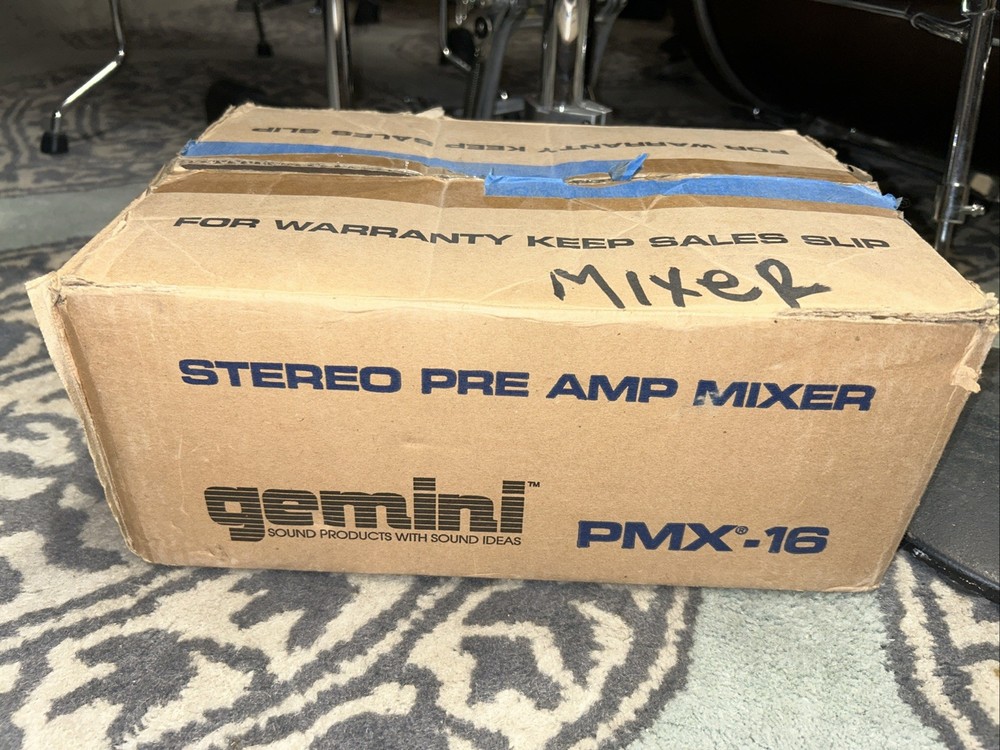 FOR WARRANTY KEEP SALES SLIP
FOR WARRANTY KEEP SALES SLIP
MIXeR
STEREO PRE AMP MIXER
gemini™
SOUND PRODUCTS WITH SOUND IDEAS
PMX®-16